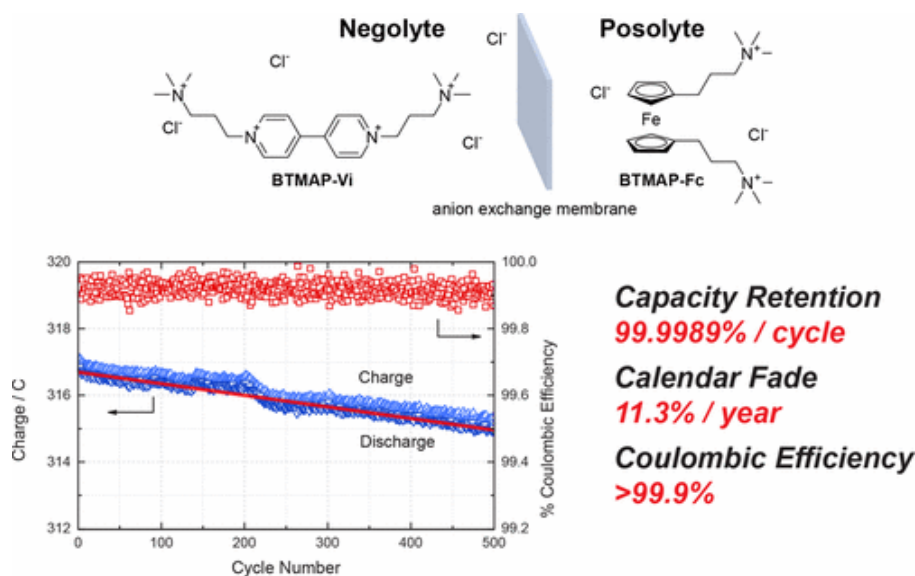 Negolyte
Posolyte
Cl⁻
Cl⁻
N⁺
N⁺
Cl⁻
N⁺
N⁺
Cl⁻
BTMAP-Vi
N⁺
Cl⁻
Fe
Cl⁻
N⁺
BTMAP-Fc
anion exchange membrane
320
318
316
314
312
Charge / C
0
100
200
300
400
500
Cycle Number
Charge
Discharge
100.0
99.8
99.6
99.4
99.2
% Coulombic Efficiency
Capacity Retention
99.9989% / cycle
Calendar Fade
11.3% / year
Coulombic Efficiency
>99.9%